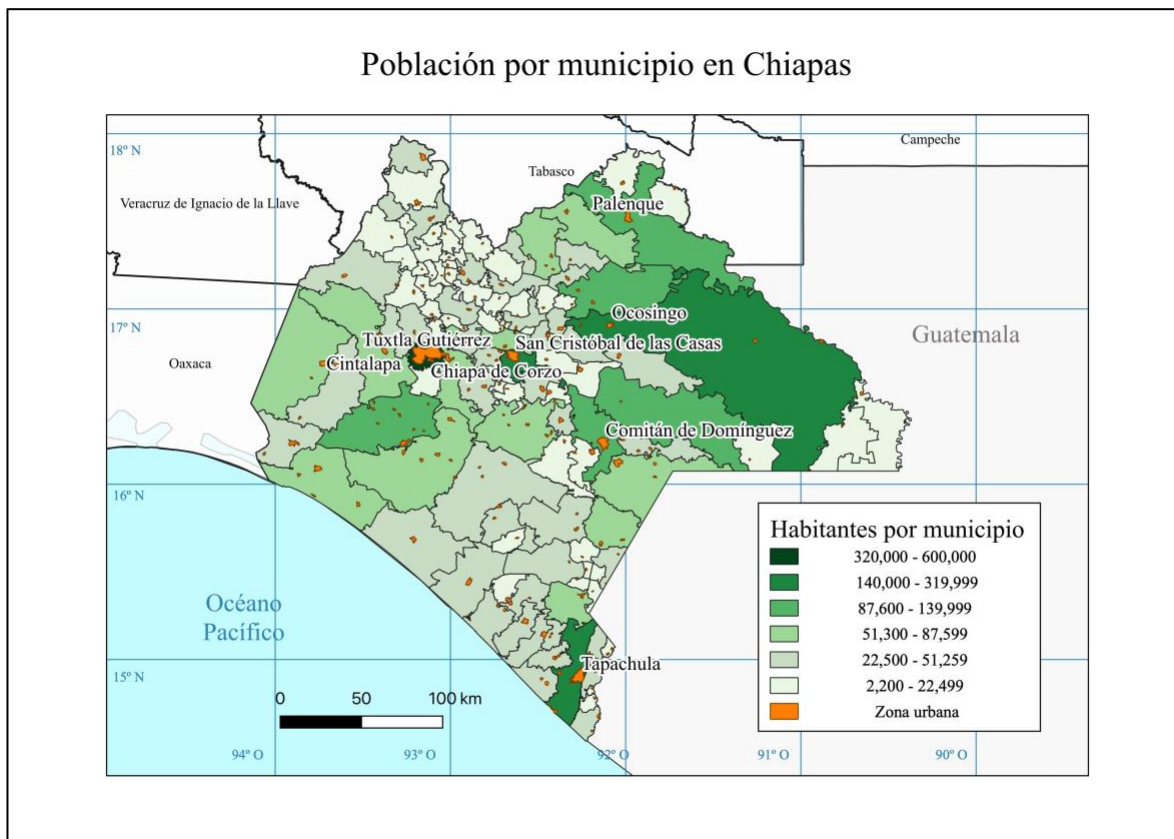 Población por municipio en Chiapas
18° N
Campeche
Tabasco
Veracruz de Ignacio de la Llave
Palenque
17° N
Ocosingo
Guatemala
Tuxtla Gutiérrez
San Cristóbal de las Casas
Oaxaca
Cintalapa
Chiapa de Corzo
Comitán de Domínguez
16° N
Habitantes por municipio
320,000 - 600,000
140,000 - 319,999
87,600 - 139,999
51,300 - 87,599
22,500 - 51,259
2,200 - 22,499
Zona urbana
Océano
Pacífico
Tapachula
15° N
0 50 100 km
94° O
93° O
92° O
91° O
90° O